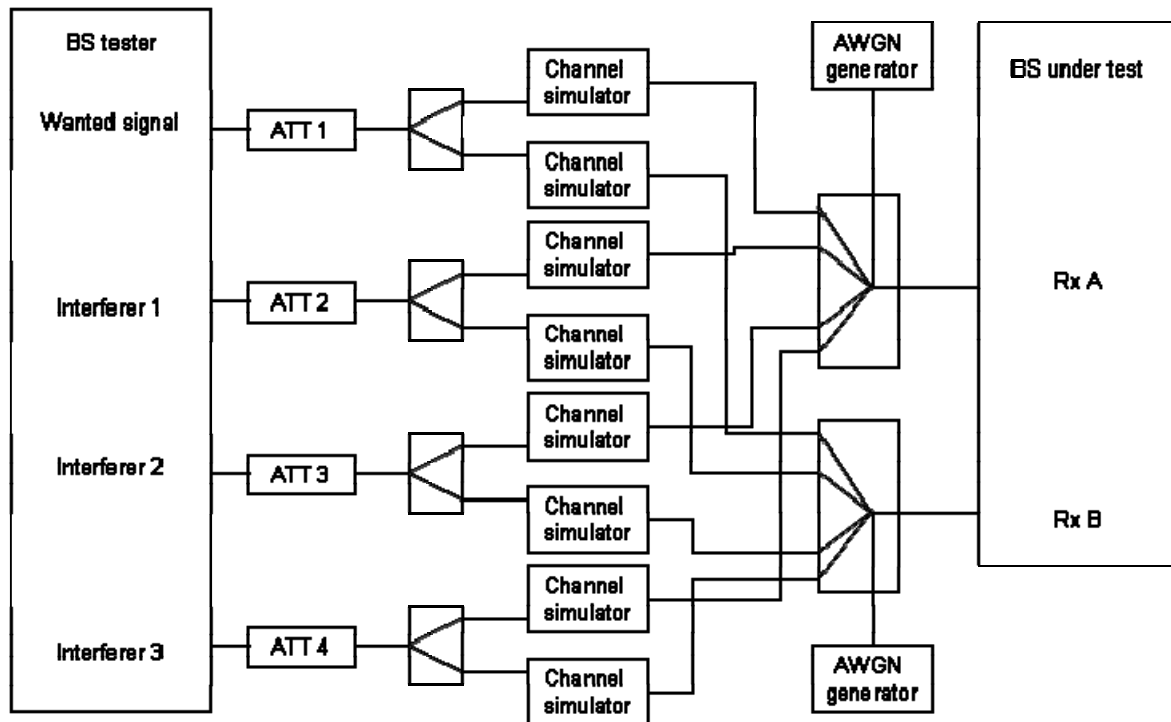 BS tester
Wanted signal
Interferer 1
Interferer 2
Interferer 3
ATT 1
ATT 2
ATT 3
ATT 4
Channel
simulator
Channel
simulator
Channel
simulator
Channel
simulator
Channel
simulator
Channel
simulator
Channel
simulator
Channel
simulator
AWGN
generator
AWGN
generator
BS under test
Rx A
Rx B